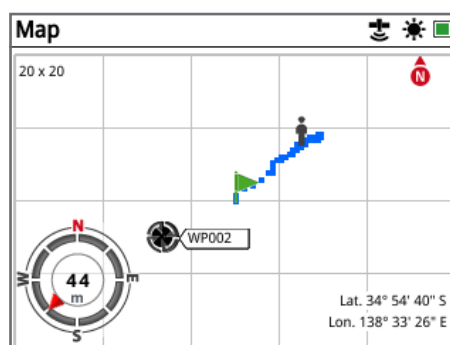 Map
20 x 20
N
WP002
N
W
E
44
m
S
Lat. 34° 54' 40" S
Lon. 138° 33' 26" E